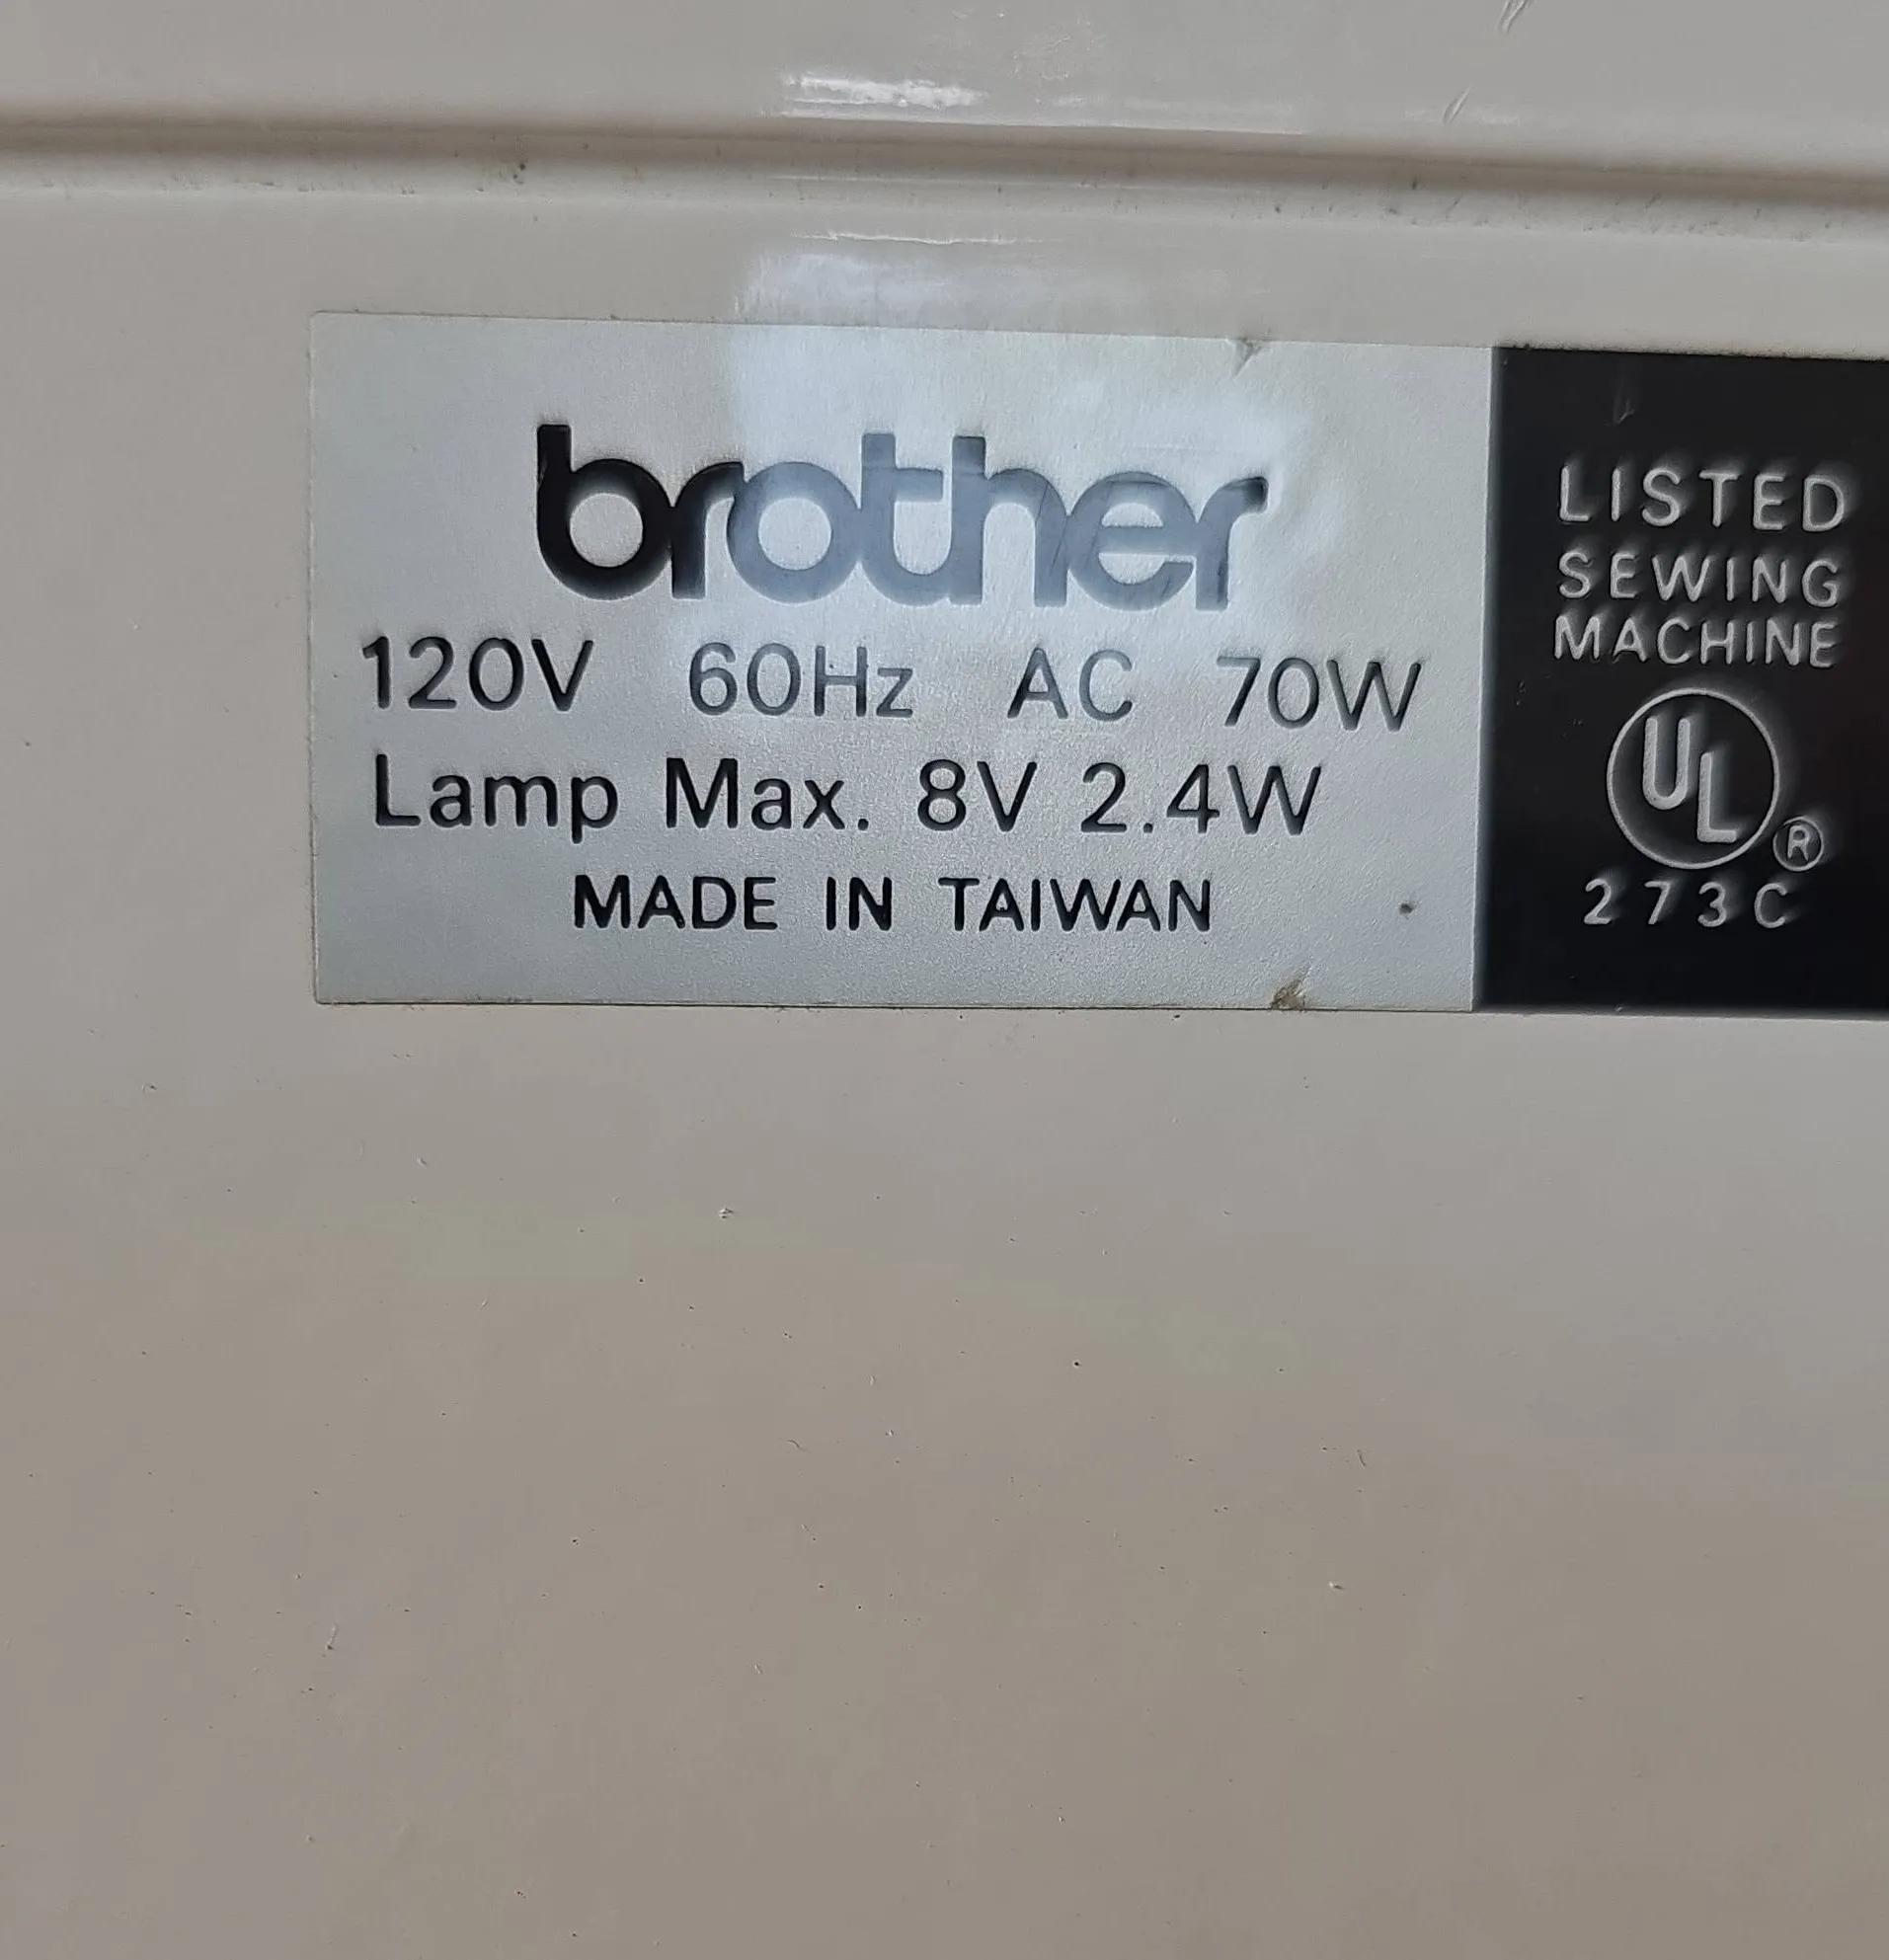 brother
120V 60Hz AC 70W
Lamp Max. 8V 2.4W
MADE IN TAIWAN
LISTED
SEWING
MACHINE
UL®
273C